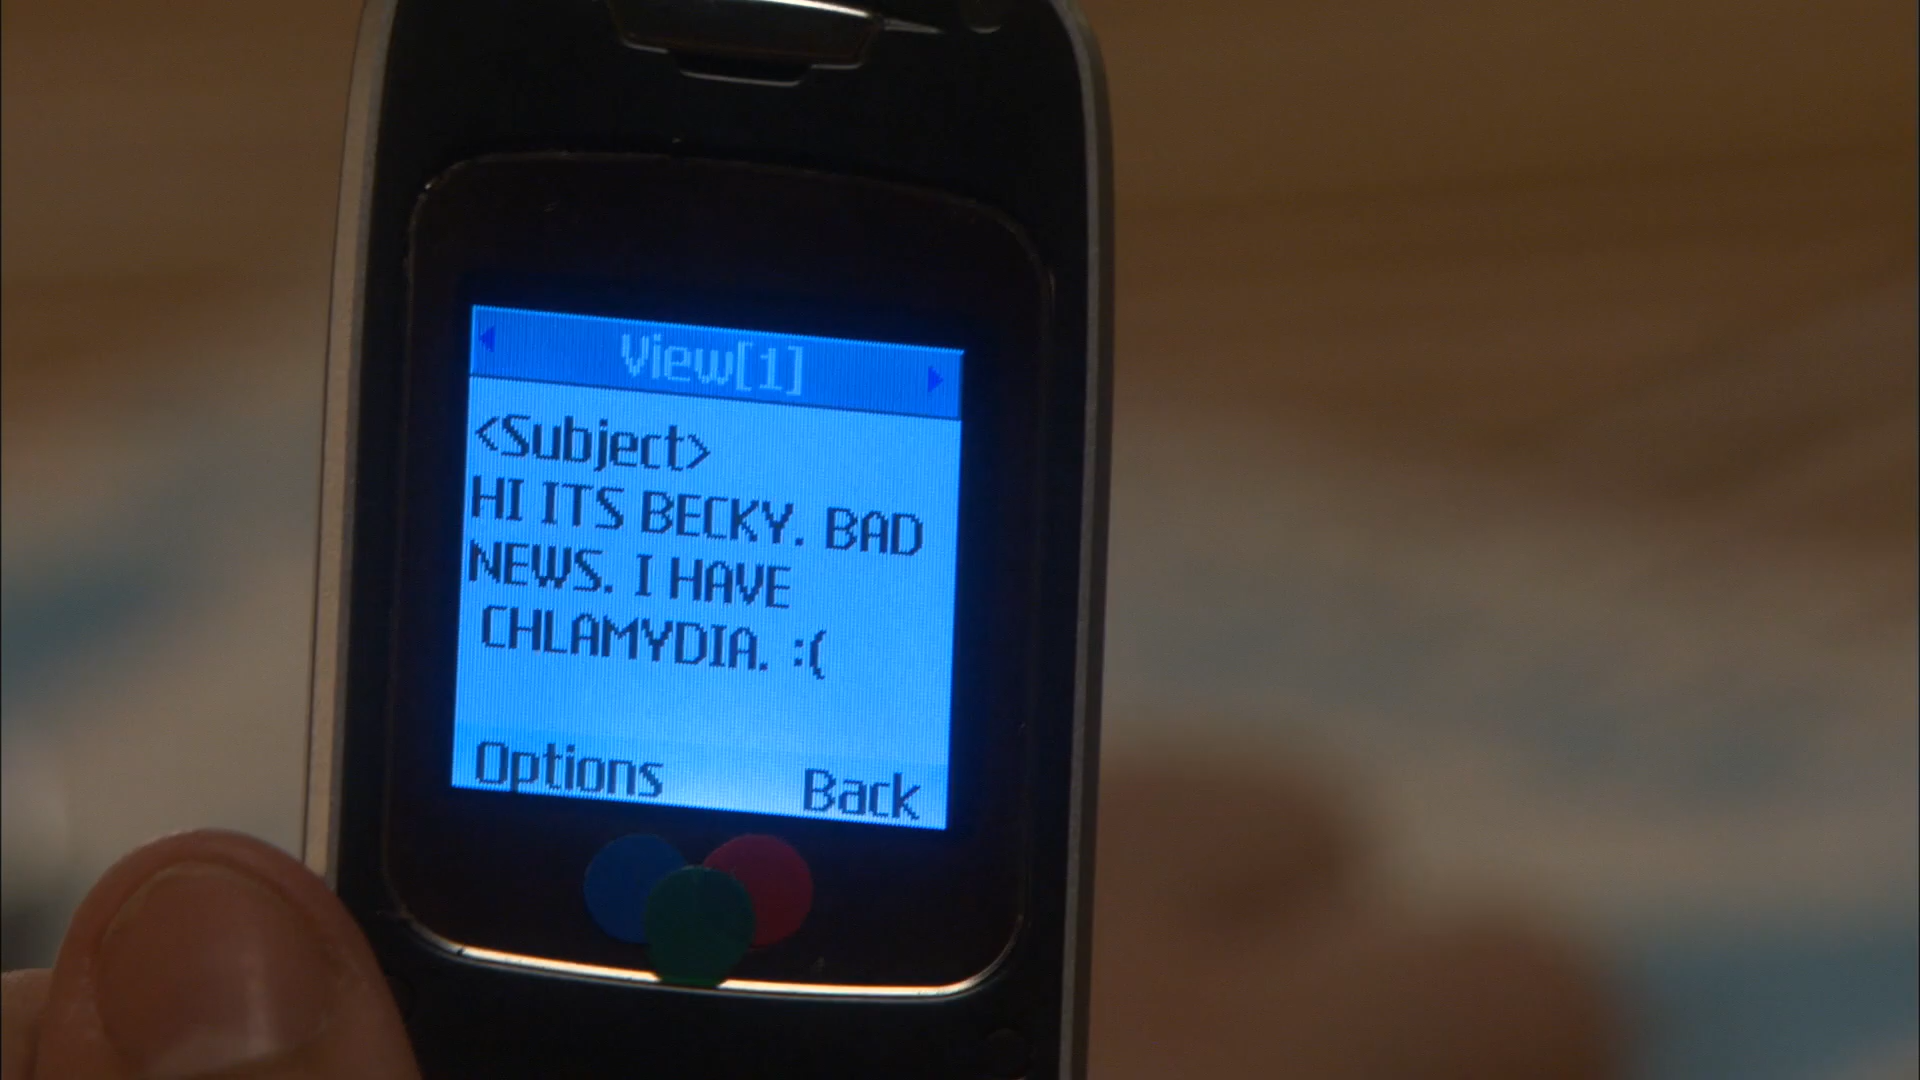 View[1]
<Subject>
HI ITS BECKY. BAD
NEWS. I HAVE
CHLAMYDIA. :(
Options Back